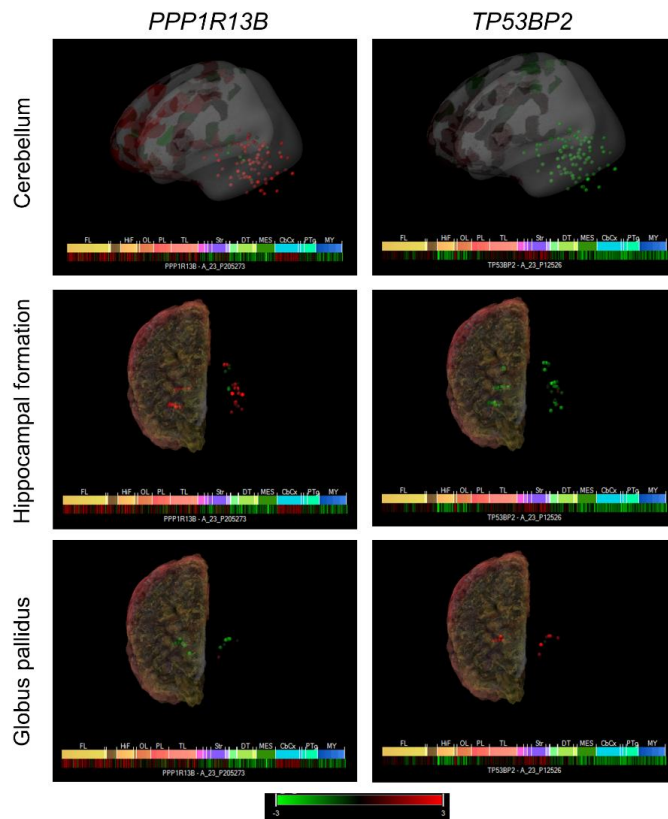 PPP1R13B TP53BP2
Cerebellum
FL HiF OL PL TL Str DT MES CbCx PTg MY
PPP1R13B - A_23_P205273
FL HiF OL PL TL Str DT MES CbCx PTg MY
TP53BP2 - A_23_P12526
Hippocampal formation
FL HiF OL PL TL Str DT MES CbCx PTg MY
PPP1R13B - A_23_P205273
FL HiF OL PL TL Str DT MES CbCx PTg MY
TP53BP2 - A_23_P12526
Globus pallidus
FL HiF OL PL TL Str DT MES CbCx PTg MY
PPP1R13B - A_23_P205273
FL HiF OL PL TL Str DT MES CbCx PTg MY
TP53BP2 - A_23_P12526
-3 3